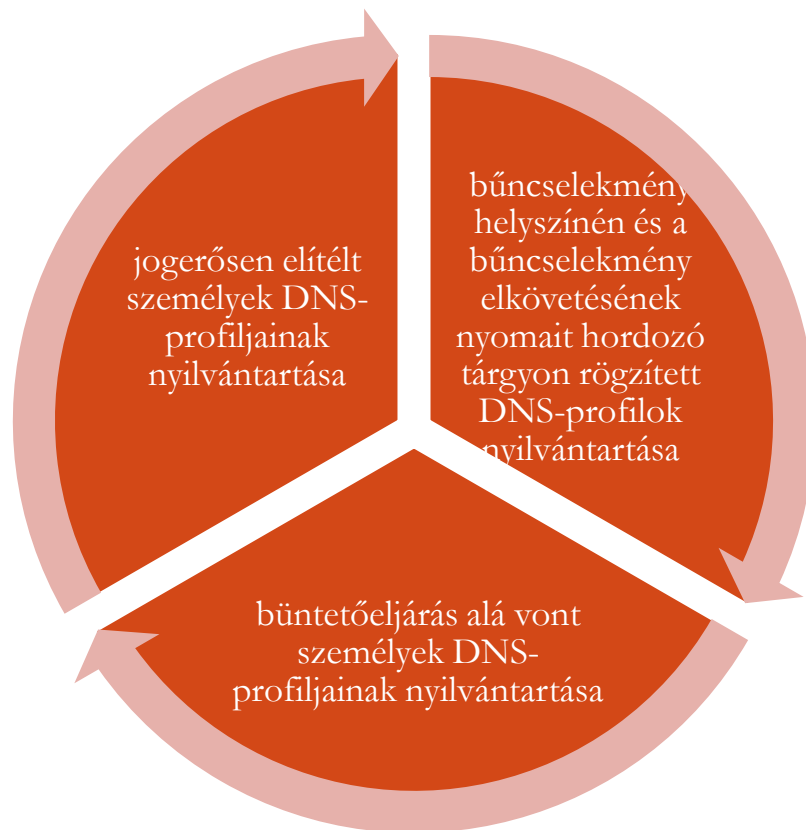 bűncselekmény
helyszínén és a
bűncselekmény
elkövetésének
nyomait hordozó
tárgyon rögzített
DNS-profilok
nyilvántartása
büntetőeljárás alá vont
személyek DNS-
profiljainak nyilvántartása
jogerősen elítélt
személyek DNS-
profiljainak
nyilvántartása